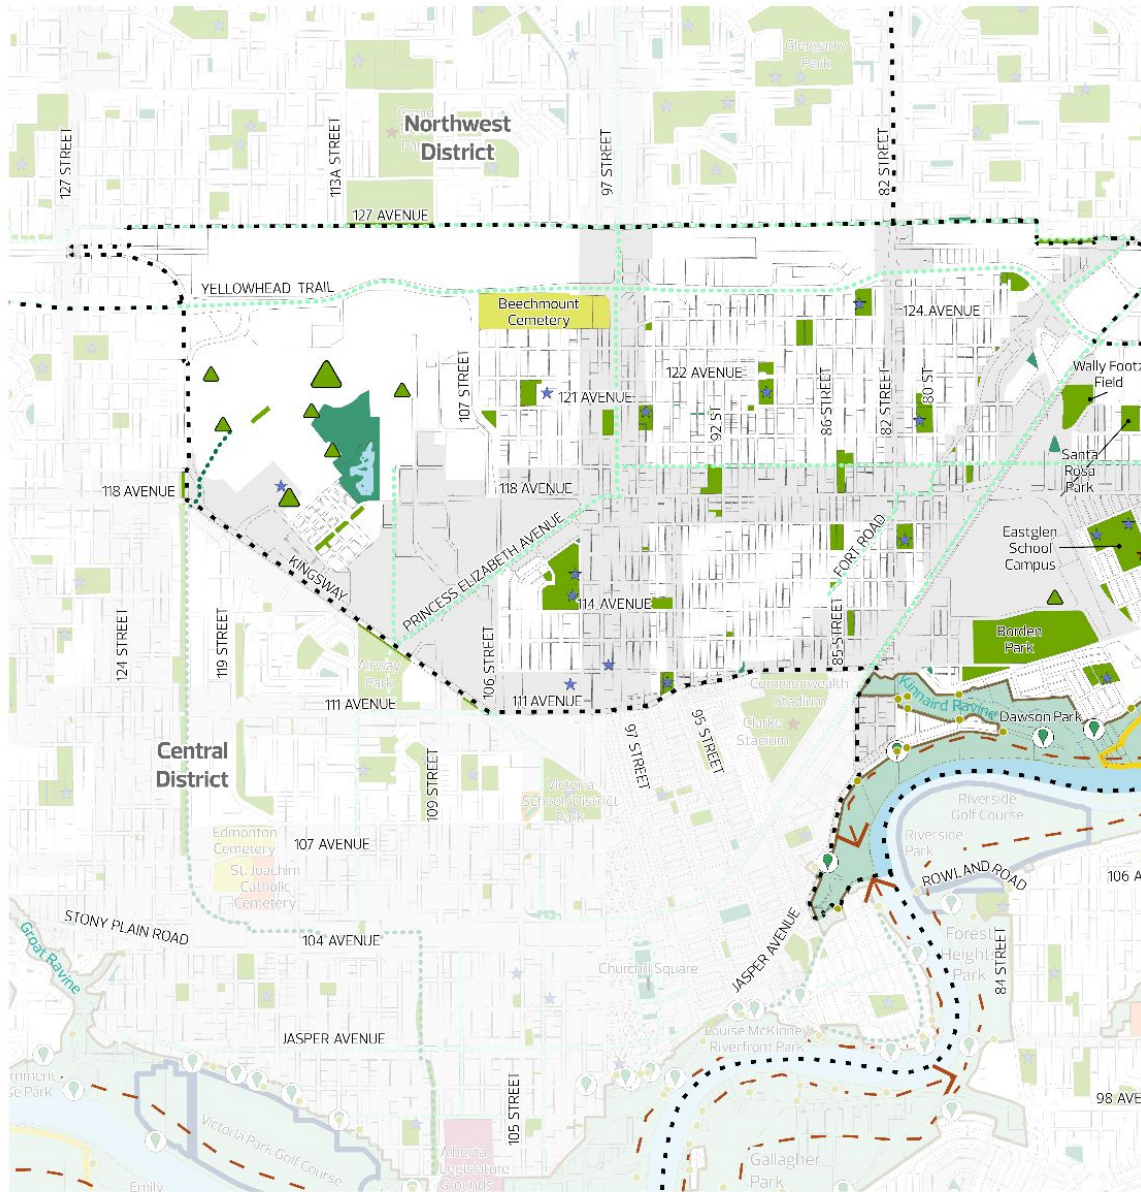 Glengarry
Park
Northwest
District
127 STREET
113A STREET
97 STREET
82 STREET
127 AVENUE
YELLOWHEAD TRAIL
Beechmount
Cemetery
124 AVENUE
122 AVENUE
Wally Footz
Field
107 STREET
121 AVENUE
92 ST
86 STREET
82 STREET
80 ST
Santa
Rosa
Park
118 AVENUE
118 AVENUE
PRINCESS ELIZABETH AVENUE
FORT ROAD
Eastglen
School
Campus
KINGSWAY
114 AVENUE
124 STREET
119 STREET
106 STREET
85 STREET
Borden
Park
Airway
Park
111 AVENUE
111 AVENUE
Commonwealth
Stadium
Kinnaird Ravine
Dawson Park
Clarke
Stadium
97 STREET
95 STREET
Central
District
109 STREET
Victoria
School District
Park
Riverside
Golf Course
Edmonton
Cemetery
107 AVENUE
Riverside
Park
St. Joachim
Catholic
Cemetery
ROWLAND ROAD
106 A
STONY PLAIN ROAD
104 AVENUE
Groat Ravine
JASPER AVENUE
Forest
Heights
Park
84 STREET
Churchill Square
JASPER AVENUE
Louise McKinney
Riverfront Park
98 AVE
105 STREET
Victoria Park Golf Course
Alberta
Legislature
Grounds
Gallagher
Park
Emily